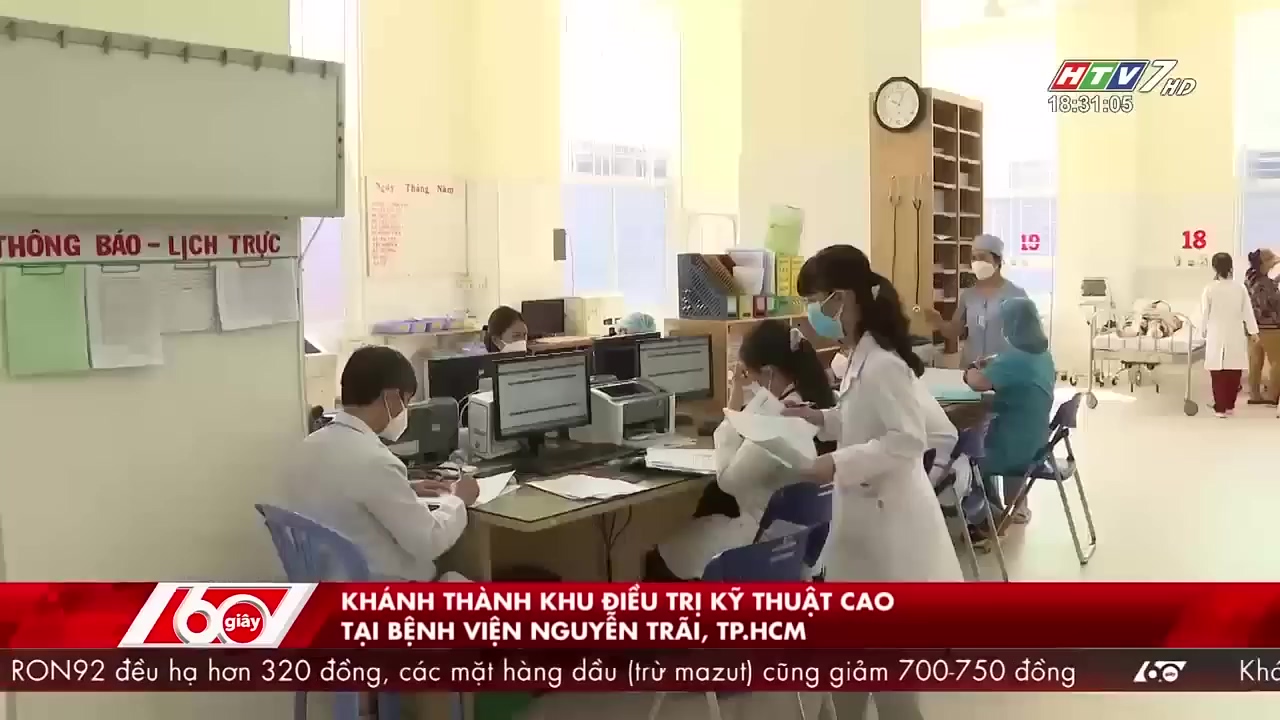 HTV7 HD
18:31:05
Ngày Tháng Năm
THÔNG BÁO - LỊCH TRỰC
19
18
60 giây
KHÁNH THÀNH KHU ĐIỀU TRỊ KỸ THUẬT CAO
TẠI BỆNH VIỆN NGUYỄN TRÃI, TP.HCM
RON92 đều hạ hơn 320 đồng, các mặt hàng dầu (trừ mazut) cũng giảm 700-750 đồng 60 Khá